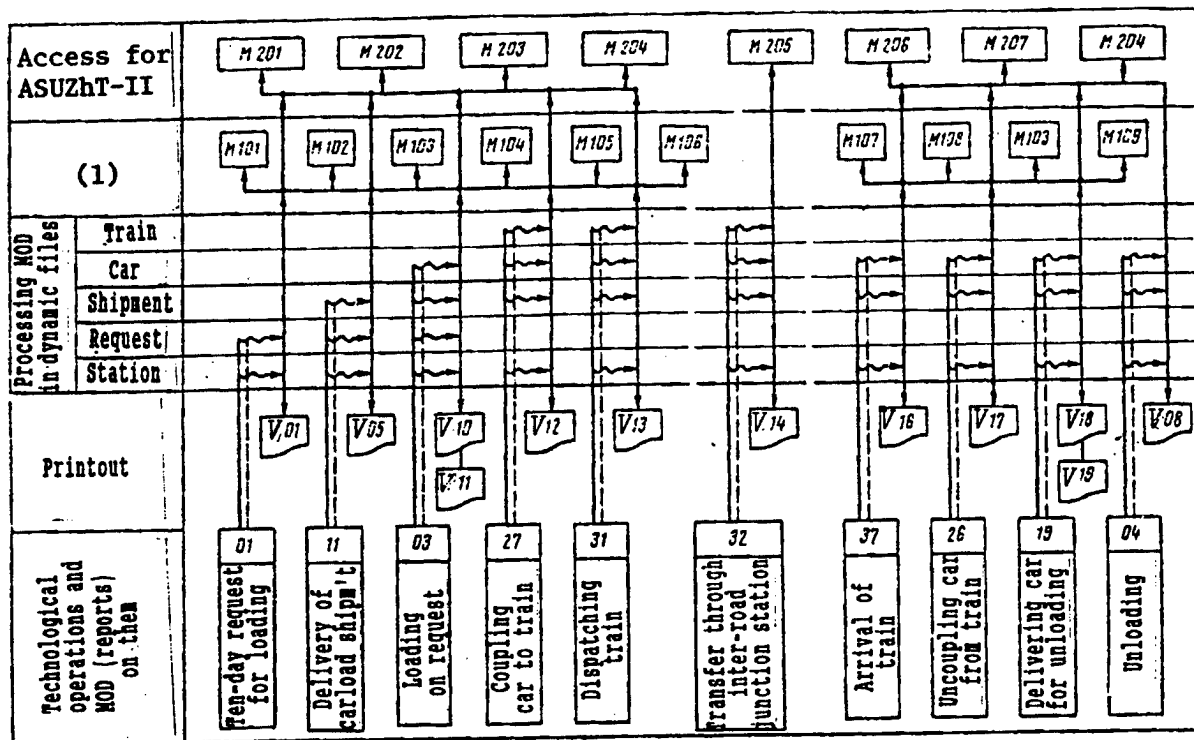 Access for
ASUZhT-II
M 201 M 202 M 203 M 204 M 205 M 206 M 207 M 204
(1)
M101 M102 M103 M104 M105 M106 M107 M108 M103 M109
Processing MOD
in dynamic files
Train
Car
Shipment
Request
Station
Printout
V,01 V05 V.10 V12 V13 V.14 V16 V17 V18 V,08
V.11 V19
Technological
operations and
MOD (reports)
on them
01
Ten-day request
for loading
11
Delivery of
carload shipm't
03
Loading
on request
27
Coupling
car to train
31
Dispatching
train
32
Transfer through
inter-road
junction station
37
Arrival of
train
26
Uncoupling car
from train
19
Delivering car
for unloading
04
Unloading